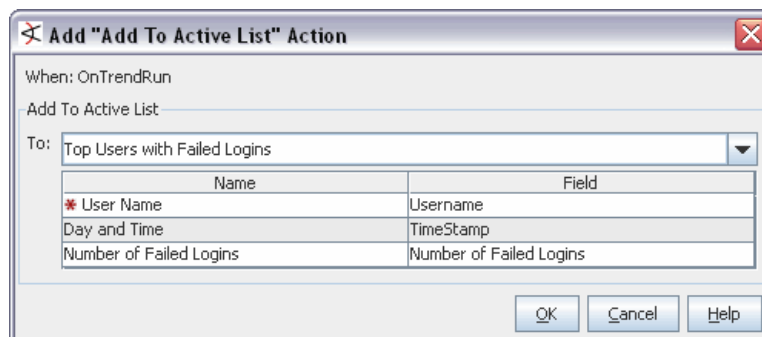 Add "Add To Active List" Action
When: OnTrendRun
Add To Active List
To: Top Users with Failed Logins
Name Field
* User Name Username
Day and Time TimeStamp
Number of Failed Logins Number of Failed Logins
OK Cancel Help